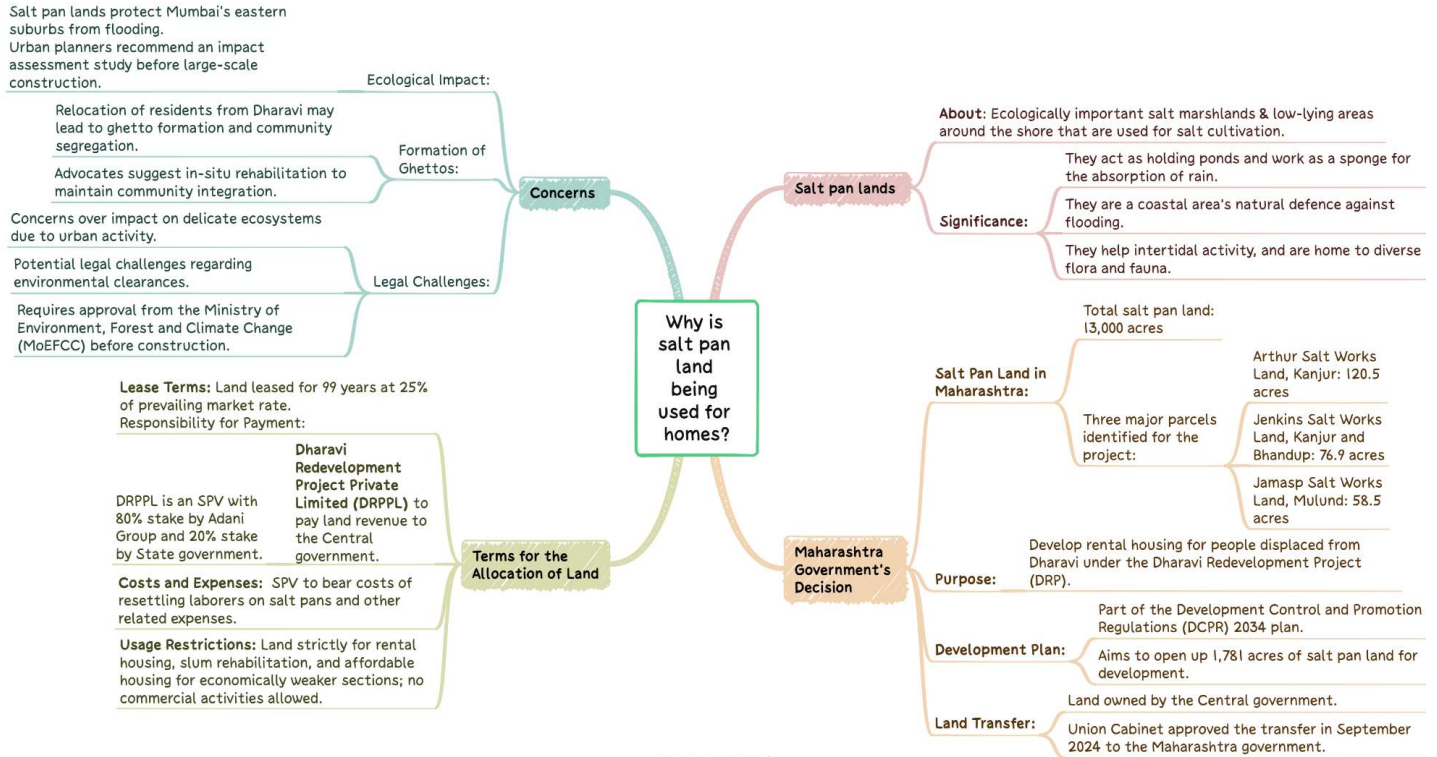 Why is
salt pan
land
being
used for
homes?
Salt pan lands
About: Ecologically important salt marshlands & low-lying areas
around the shore that are used for salt cultivation.
Significance:
They act as holding ponds and work as a sponge for
the absorption of rain.
They are a coastal area's natural defence against
flooding.
They help intertidal activity, and are home to diverse
flora and fauna.
Maharashtra
Government's
Decision
Salt Pan Land in
Maharashtra:
Total salt pan land:
13,000 acres
Three major parcels
identified for the
project:
Arthur Salt Works
Land, Kanjur: 120.5
acres
Jenkins Salt Works
Land, Kanjur and
Bhandup: 76.9 acres
Jamasp Salt Works
Land, Mulund: 58.5
acres
Purpose:
Develop rental housing for people displaced from
Dharavi under the Dharavi Redevelopment Project
(DRP).
Development Plan:
Part of the Development Control and Promotion
Regulations (DCPR) 2034 plan.
Aims to open up 1,781 acres of salt pan land for
development.
Land Transfer:
Land owned by the Central government.
Union Cabinet approved the transfer in September
2024 to the Maharashtra government.
Terms for the
Allocation of Land
Lease Terms: Land leased for 99 years at 25%
of prevailing market rate.
Responsibility for Payment:
Dharavi
Redevelopment
Project Private
Limited (DRPPL) to
pay land revenue to
the Central
government.
DRPPL is an SPV with
80% stake by Adani
Group and 20% stake
by State government.
Costs and Expenses: SPV to bear costs of
resettling laborers on salt pans and other
related expenses.
Usage Restrictions: Land strictly for rental
housing, slum rehabilitation, and affordable
housing for economically weaker sections; no
commercial activities allowed.
Concerns
Ecological Impact:
Salt pan lands protect Mumbai's eastern
suburbs from flooding.
Urban planners recommend an impact
assessment study before large-scale
construction.
Formation of
Ghettos:
Relocation of residents from Dharavi may
lead to ghetto formation and community
segregation.
Advocates suggest in-situ rehabilitation to
maintain community integration.
Legal Challenges:
Concerns over impact on delicate ecosystems
due to urban activity.
Potential legal challenges regarding
environmental clearances.
Requires approval from the Ministry of
Environment, Forest and Climate Change
(MoEFCC) before construction.